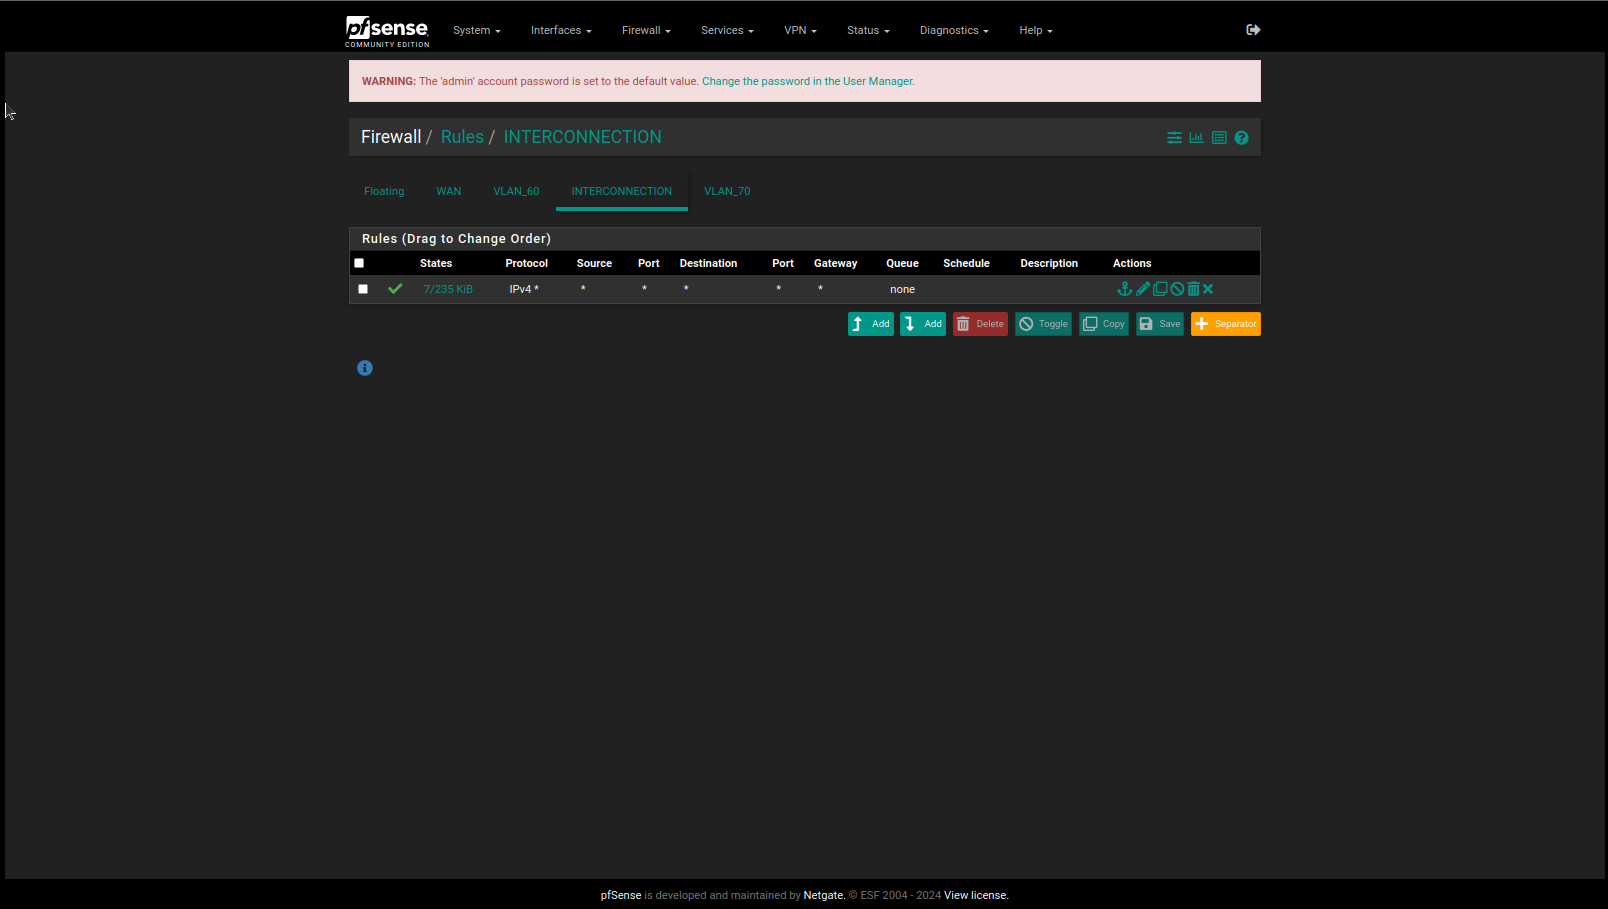 pfsense
COMMUNITY EDITION
System Interfaces Firewall Services VPN Status Diagnostics Help
WARNING: The 'admin' account password is set to the default value. Change the password in the User Manager.
Firewall / Rules / INTERCONNECTION
Floating WAN VLAN_60 INTERCONNECTION VLAN_70
Rules (Drag to Change Order)
States Protocol Source Port Destination Port Gateway Queue Schedule Description Actions
7/235 KiB IPv4 * * * * * * none
Add Add Delete Toggle Copy Save Separator
pfSense is developed and maintained by Netgate. © ESF 2004 - 2024 View license.